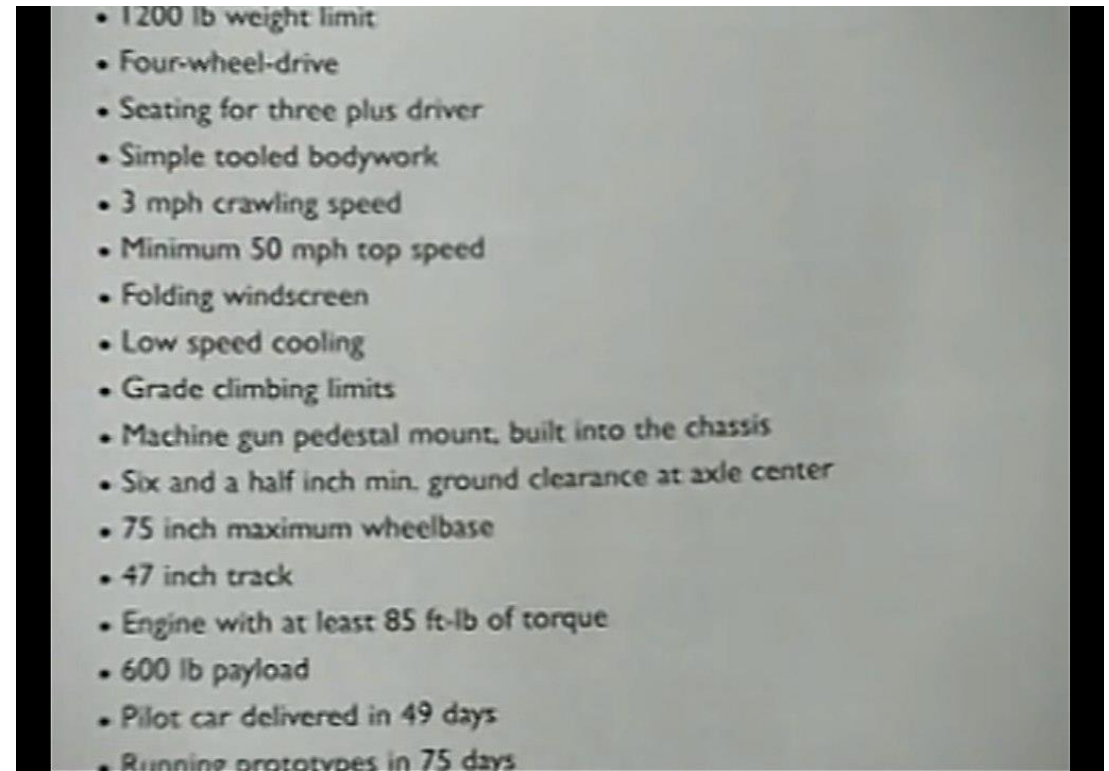 • 1200 lb weight limit
• Four-wheel-drive
• Seating for three plus driver
• Simple tooled bodywork
• 3 mph crawling speed
• Minimum 50 mph top speed
• Folding windscreen
• Low speed cooling
• Grade climbing limits
• Machine gun pedestal mount, built into the chassis
• Six and a half inch min. ground clearance at axle center
• 75 inch maximum wheelbase
• 47 inch track
• Engine with at least 85 ft-lb of torque
• 600 lb payload
• Pilot car delivered in 49 days
• Running prototypes in 75 days